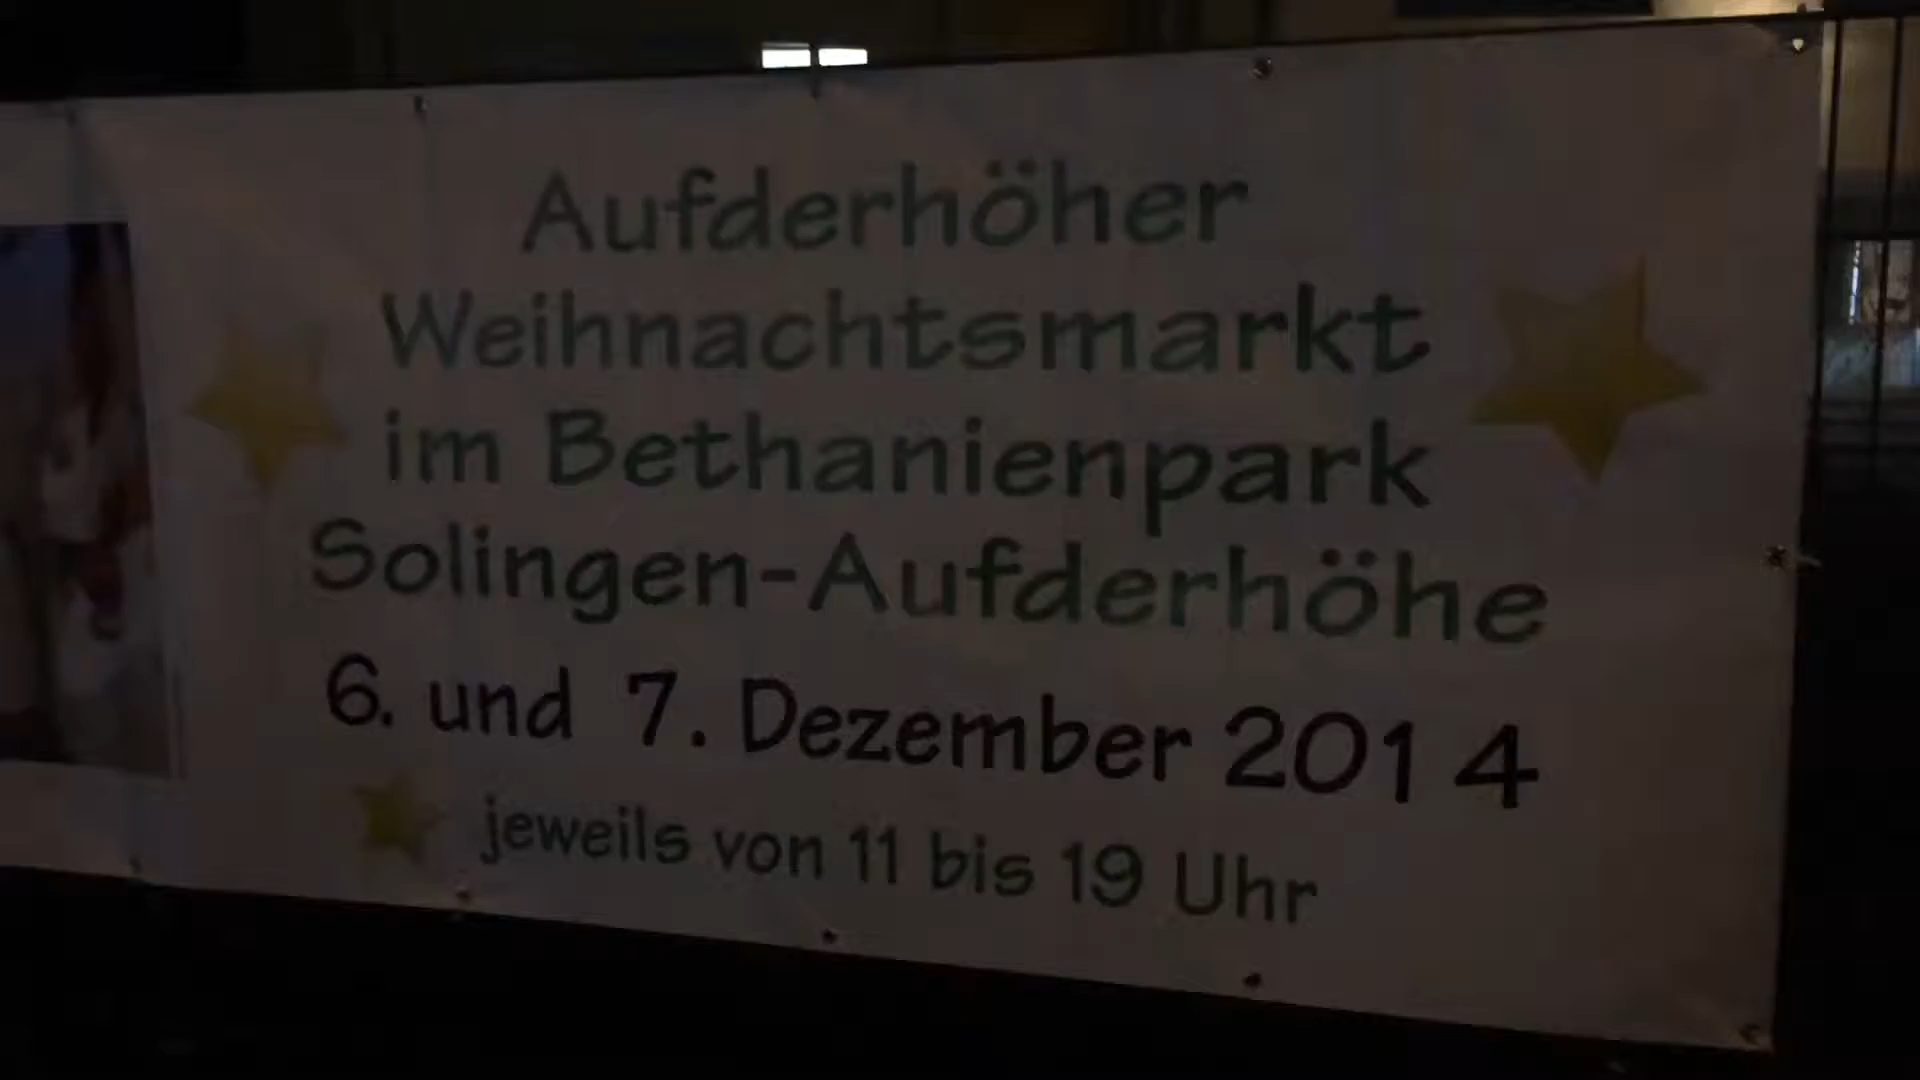 Aufderhöher
Weihnachtsmarkt
im Bethanienpark
Solingen-Aufderhöhe
6. und 7. Dezember 2014
jeweils von 11 bis 19 Uhr